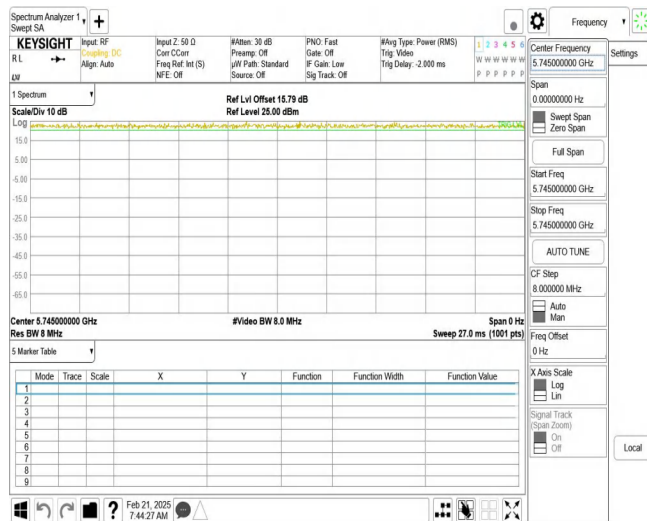 Spectrum Analyzer 1
Swept SA
Frequency
KEYSIGHT
R L
Input: RF
Coupling: DC
Align: Auto
Input Z: 50 Ω
Corr CCorr
Freq Ref: Int (S)
NFE: Off
#Atten: 30 dB
Preamp: Off
µW Path: Standard
Source: Off
PNO: Fast
Gate: Off
IF Gain: Low
Sig Track: Off
#Avg Type: Power (RMS)
Trig: Video
Trig Delay: -2.000 ms
1 2 3 4 5 6
W W W W W W
P P P P P P
1 Spectrum
Scale/Div 10 dB
Ref Lvl Offset 15.79 dB
Ref Level 25.00 dBm
Log
15.0
5.00
-5.00
-15.0
-25.0
-35.0
-45.0
-55.0
-65.0
Center 5.745000000 GHz
Res BW 8 MHz
#Video BW 8.0 MHz
Span 0 Hz
Sweep 27.0 ms (1001 pts)
5 Marker Table
Mode Trace Scale X Y Function Function Width Function Value
1
2
3
4
5
6
7
8
9
Feb 21, 2025
7:44:27 AM
Center Frequency
5.745000000 GHz
Span
0.00000000 Hz
Swept Span
Zero Span
Full Span
Start Freq
5.745000000 GHz
Stop Freq
5.745000000 GHz
AUTO TUNE
CF Step
8.000000 MHz
Auto
Man
Freq Offset
0 Hz
X Axis Scale
Log
Lin
Signal Track
(Span Zoom)
On
Off
Settings
Local